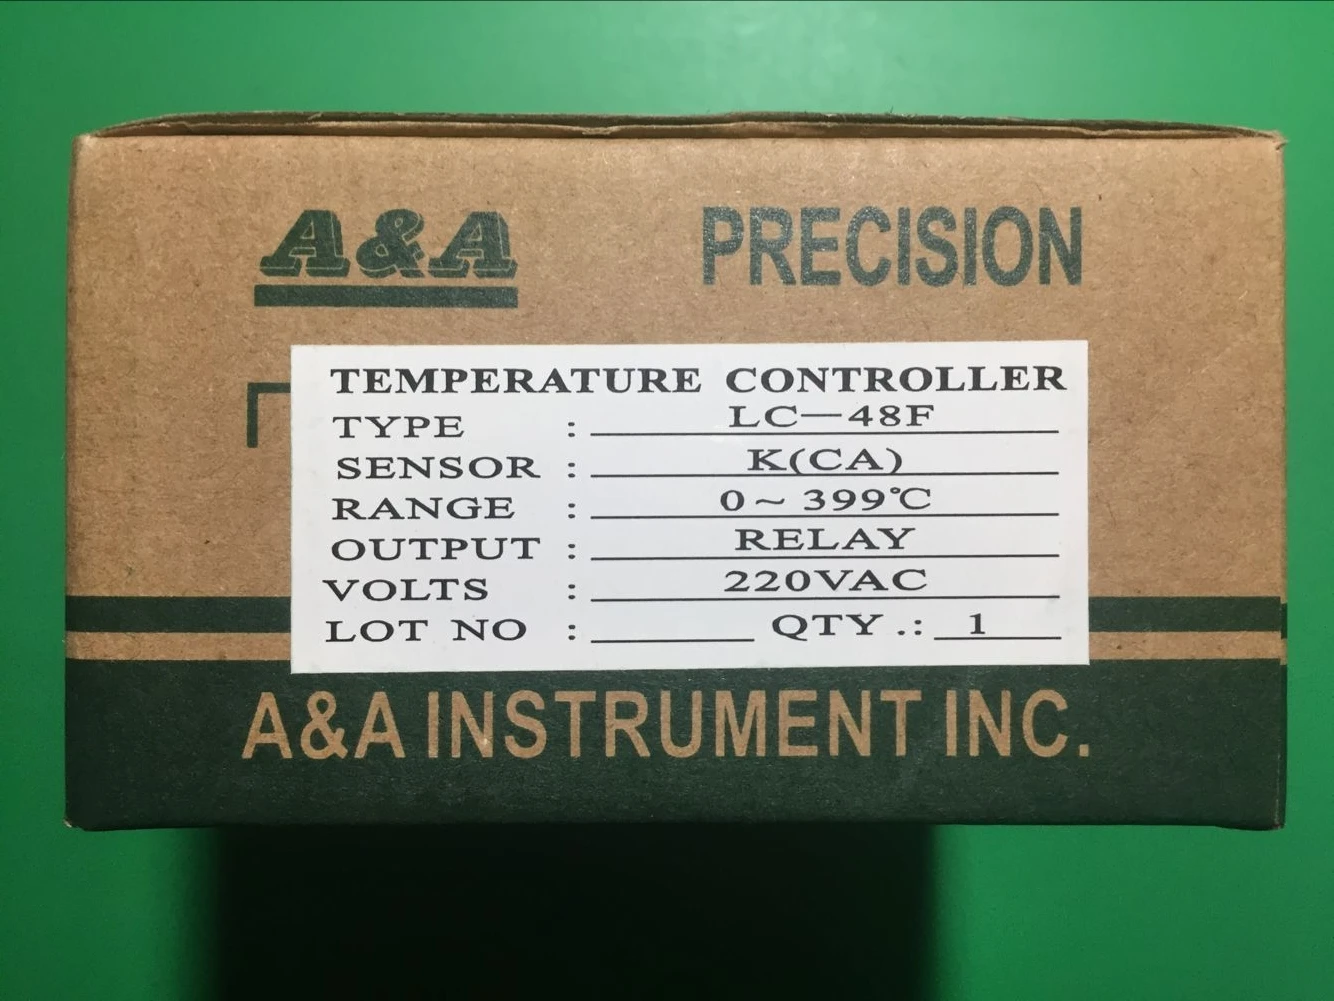 A&A PRECISION
TEMPERATURE CONTROLLER
TYPE : LC—48F
SENSOR : K(CA)
RANGE : 0~399℃
OUTPUT : RELAY
VOLTS : 220VAC
LOT NO : QTY.: 1
A&A INSTRUMENT INC.